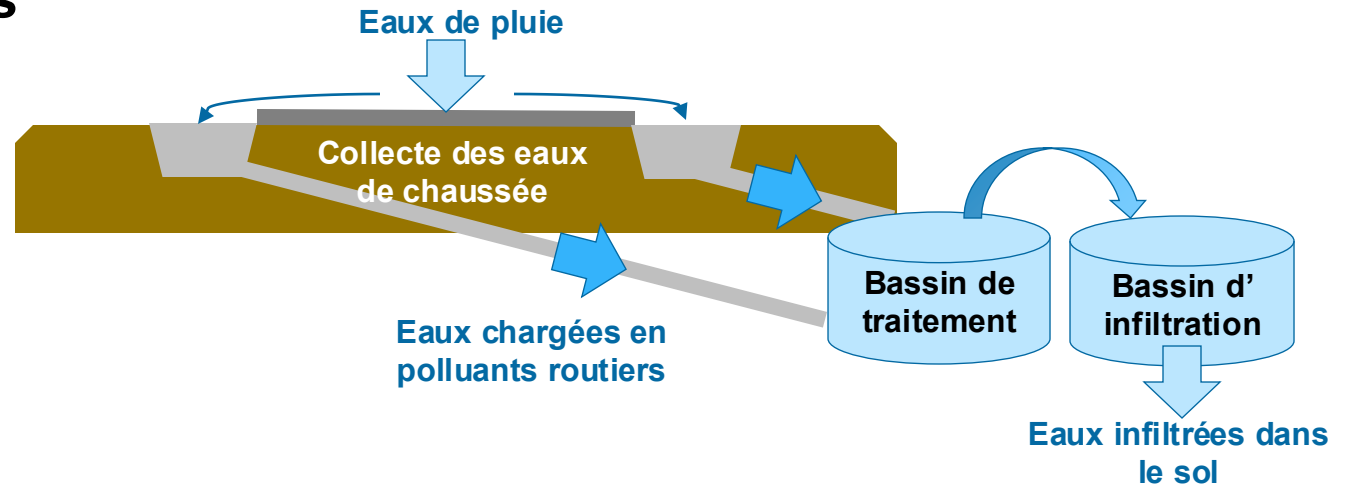 s
Eaux de pluie
Collecte des eaux
de chaussée
Eaux chargées en
polluants routiers
Bassin de
traitement
Bassin d’
infiltration
Eaux infiltrées dans
le sol